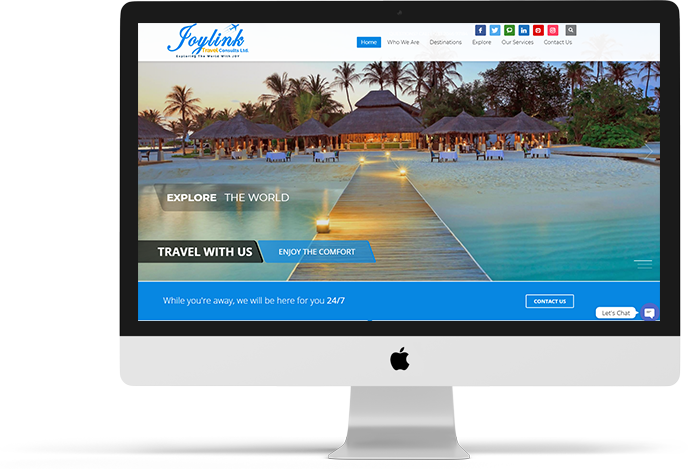 Joylink
Travel Consults Ltd.
Exploring The World With JOY
Home Who We Are Destinations Explore Our Services Contact Us
EXPLORE THE WORLD
TRAVEL WITH US ENJOY THE COMFORT
While you're away, we will be here for you 24/7
CONTACT US
Let's Chat